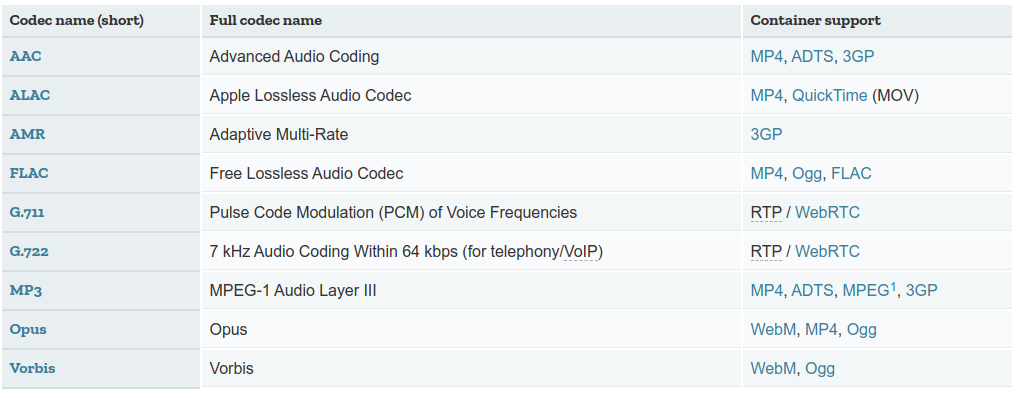 Codec name (short) Full codec name Container support
AAC Advanced Audio Coding MP4, ADTS, 3GP
ALAC Apple Lossless Audio Codec MP4, QuickTime (MOV)
AMR Adaptive Multi-Rate 3GP
FLAC Free Lossless Audio Codec MP4, Ogg, FLAC
G.711 Pulse Code Modulation (PCM) of Voice Frequencies RTP / WebRTC
G.722 7 kHz Audio Coding Within 64 kbps (for telephony/VoIP) RTP / WebRTC
MP3 MPEG-1 Audio Layer III MP4, ADTS, MPEG¹, 3GP
Opus Opus WebM, MP4, Ogg
Vorbis Vorbis WebM, Ogg